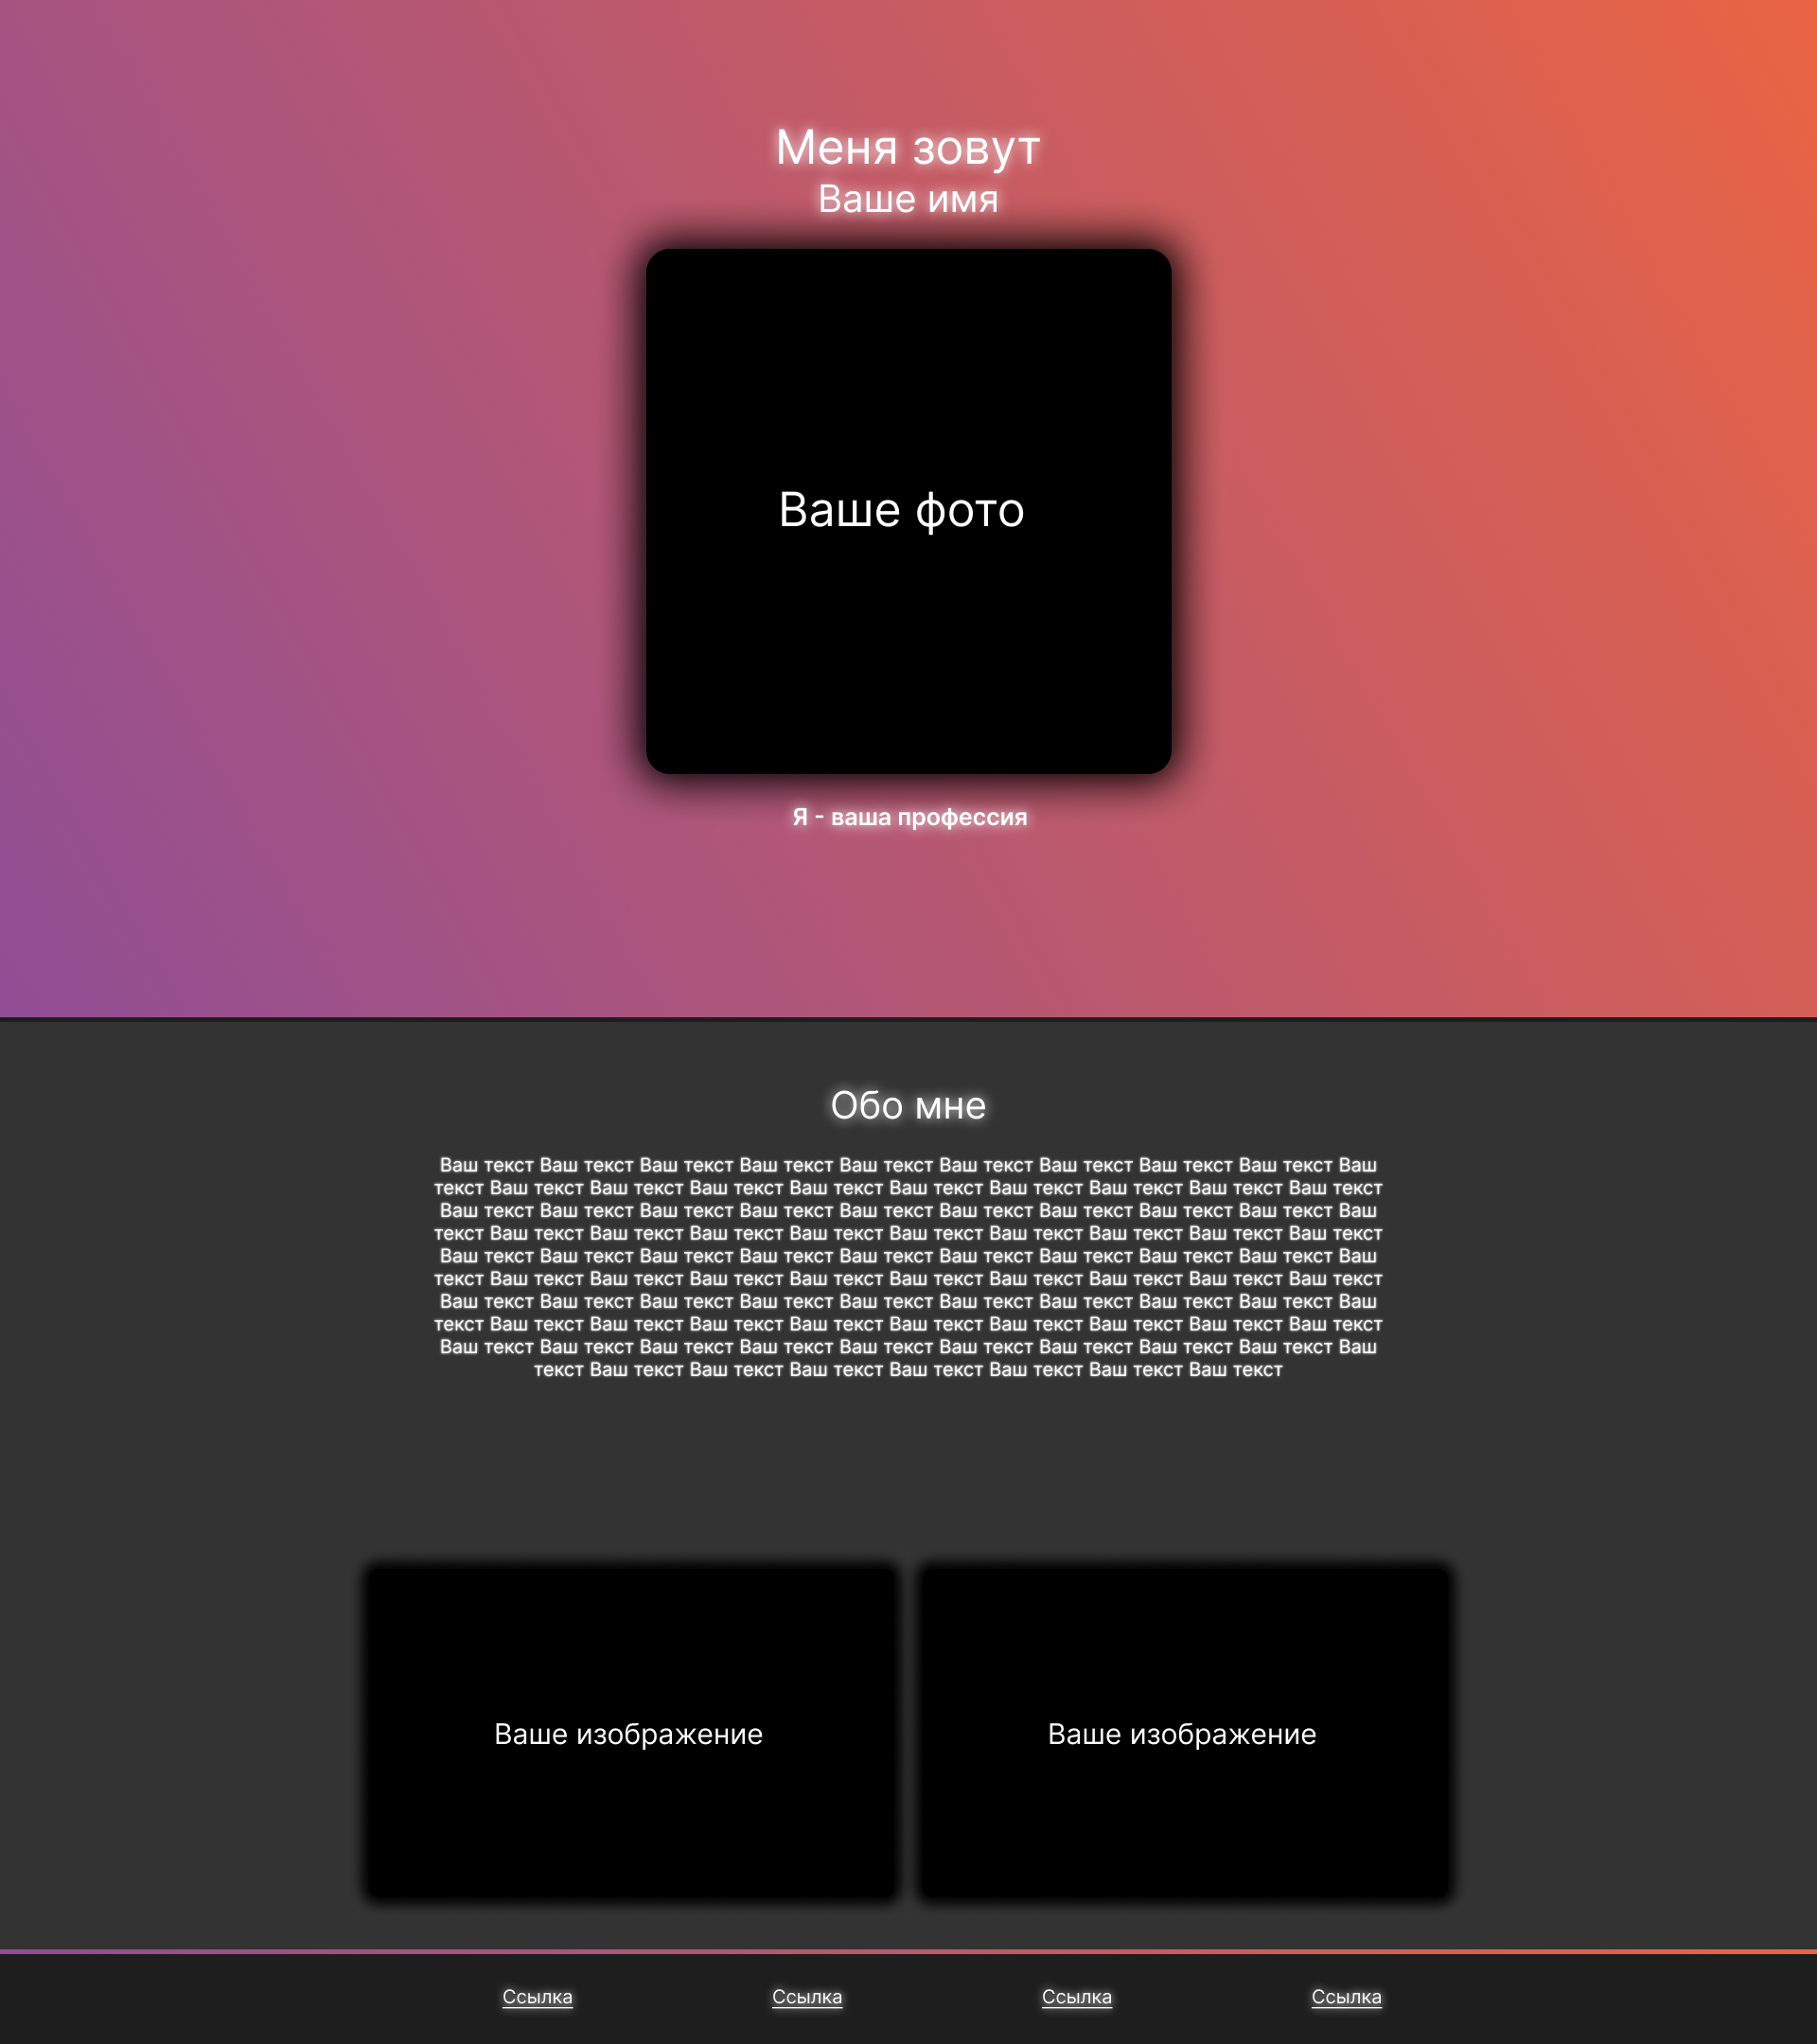 Меня зовут
Ваше имя
Ваше фото
Я - ваша профессия
Обо мне
Ваш текст Ваш текст Ваш текст Ваш текст Ваш текст Ваш текст Ваш текст Ваш текст Ваш текст Ваш
текст Ваш текст Ваш текст Ваш текст Ваш текст Ваш текст Ваш текст Ваш текст Ваш текст Ваш текст
Ваш текст Ваш текст Ваш текст Ваш текст Ваш текст Ваш текст Ваш текст Ваш текст Ваш текст Ваш
текст Ваш текст Ваш текст Ваш текст Ваш текст Ваш текст Ваш текст Ваш текст Ваш текст Ваш текст
Ваш текст Ваш текст Ваш текст Ваш текст Ваш текст Ваш текст Ваш текст Ваш текст Ваш текст Ваш
текст Ваш текст Ваш текст Ваш текст Ваш текст Ваш текст Ваш текст Ваш текст Ваш текст Ваш текст
Ваш текст Ваш текст Ваш текст Ваш текст Ваш текст Ваш текст Ваш текст Ваш текст Ваш текст Ваш
текст Ваш текст Ваш текст Ваш текст Ваш текст Ваш текст Ваш текст Ваш текст Ваш текст Ваш текст
Ваш текст Ваш текст Ваш текст Ваш текст Ваш текст Ваш текст Ваш текст Ваш текст Ваш текст Ваш
текст Ваш текст Ваш текст Ваш текст Ваш текст Ваш текст Ваш текст Ваш текст
Ваше изображение
Ваше изображение
Ссылка
Ссылка
Ссылка
Ссылка